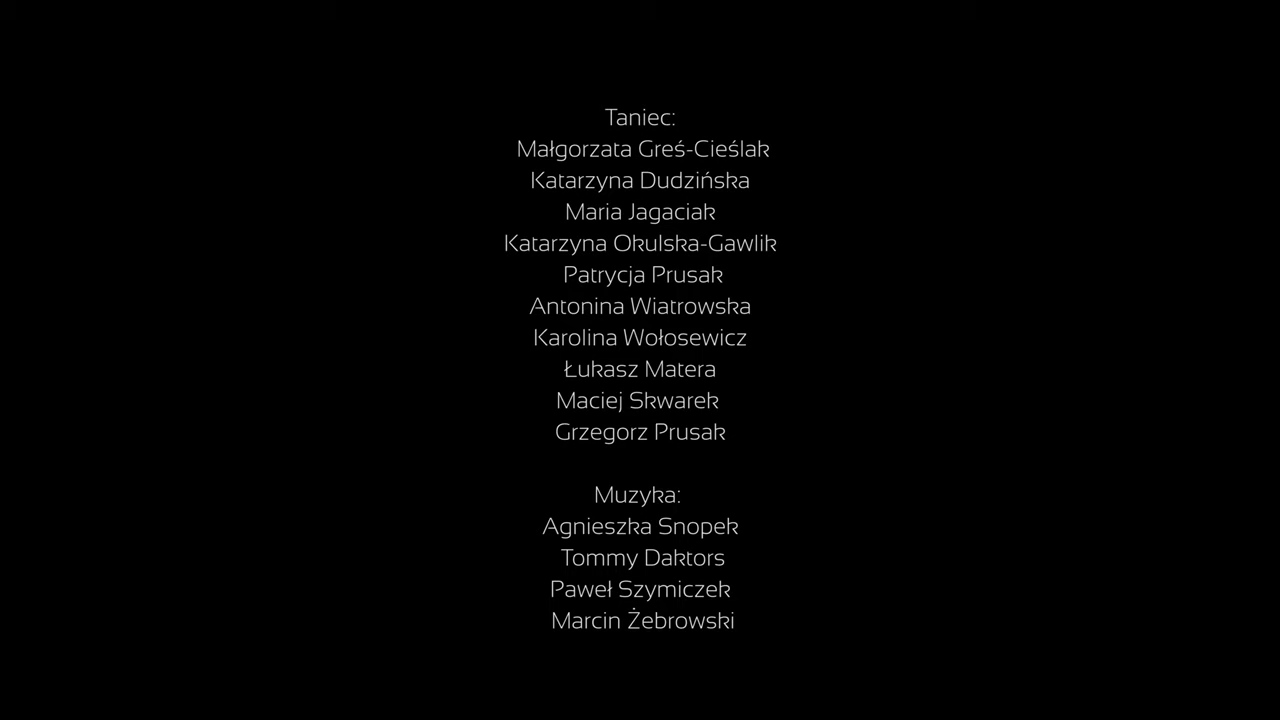 Taniec:
Małgorzata Greś-Cieślak
Katarzyna Dudzińska
Maria Jagaciak
Katarzyna Okulska-Gawlik
Patrycja Prusak
Antonina Wiatrowska
Karolina Wołosewicz
Łukasz Matera
Maciej Skwarek
Grzegorz Prusak
Muzyka:
Agnieszka Snopek
Tommy Daktors
Paweł Szymiczek
Marcin Żebrowski